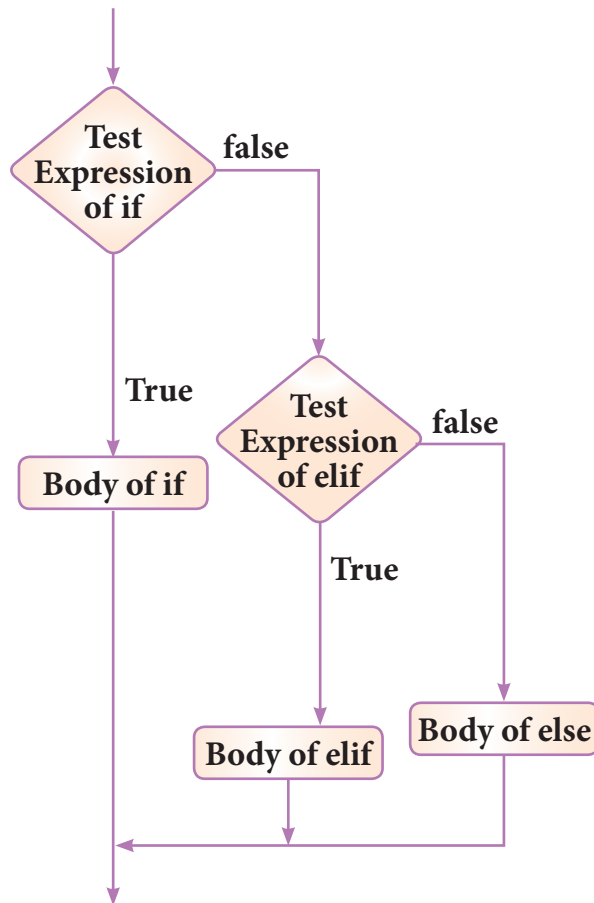 Test
Expression
of if
false
True
Body of if
Test
Expression
of elif
false
True
Body of elif
Body of else